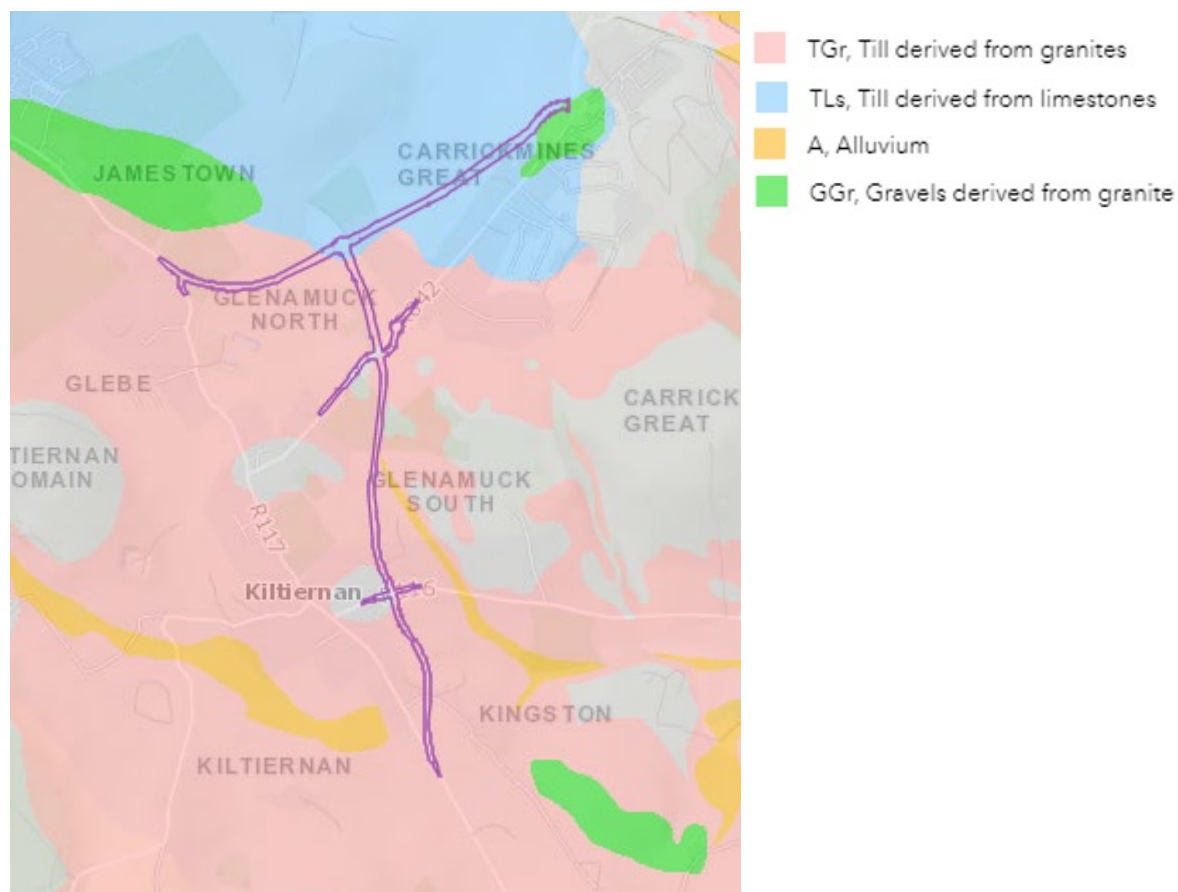 TGr, Till derived from granites
TLs, Till derived from limestones
A, Alluvium
GGr, Gravels derived from granite
JAMESTOWN
CARRICKMINES
GREAT
GLENAMUCK
NORTH
GLEBE
CARRICK
GREAT
TIERNAN
OMAIN
GLENAMUCK
SOUTH
R117
Kiltiernan
KINGSTON
KILTIERNAN